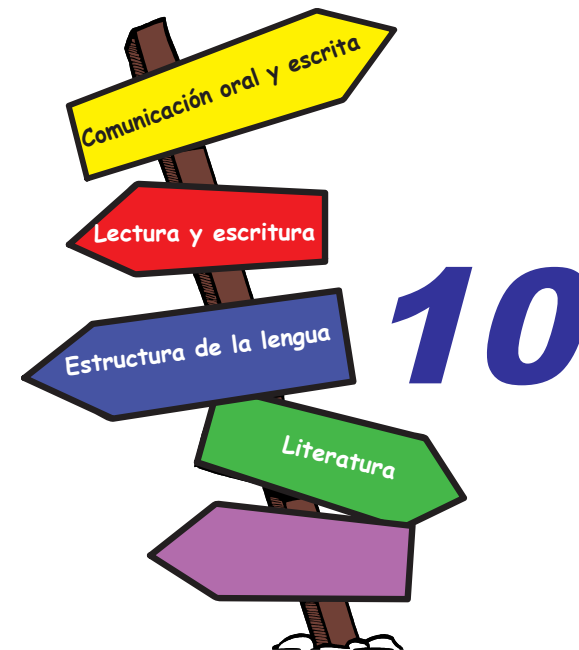 Comunicación oral y escrita
Lectura y escritura
Estructura de la lengua
10
Literatura